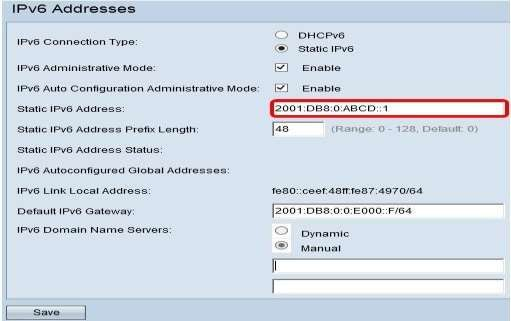 IPv6 Addresses
IPv6 Connection Type:
DHCPv6
Static IPv6
IPv6 Administrative Mode:
Enable
IPv6 Auto Configuration Administrative Mode:
Enable
Static IPv6 Address:
2001:DB8:0:ABCD::1
Static IPv6 Address Prefix Length:
48
(Range: 0 - 128, Default: 0)
Static IPv6 Address Status:
IPv6 Autoconfigured Global Addresses:
IPv6 Link Local Address:
fe80::ceef:48ff:fe87:4970/64
Default IPv6 Gateway:
2001:DB8:0:0:E000::F/64
IPv6 Domain Name Servers:
Dynamic
Manual
Save